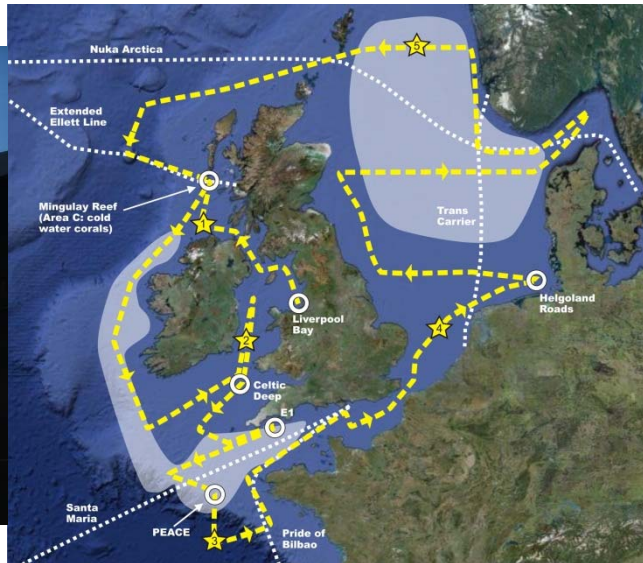 Nuka Arctica
5
Extended
Ellett Line
Mingulay Reef
(Area C: cold
water corals)
1
Trans
Carrier
Liverpool
Bay
Helgoland
Roads
2
4
Celtic
Deep
E1
Santa
Maria
PEACE
3
Pride of
Bilbao